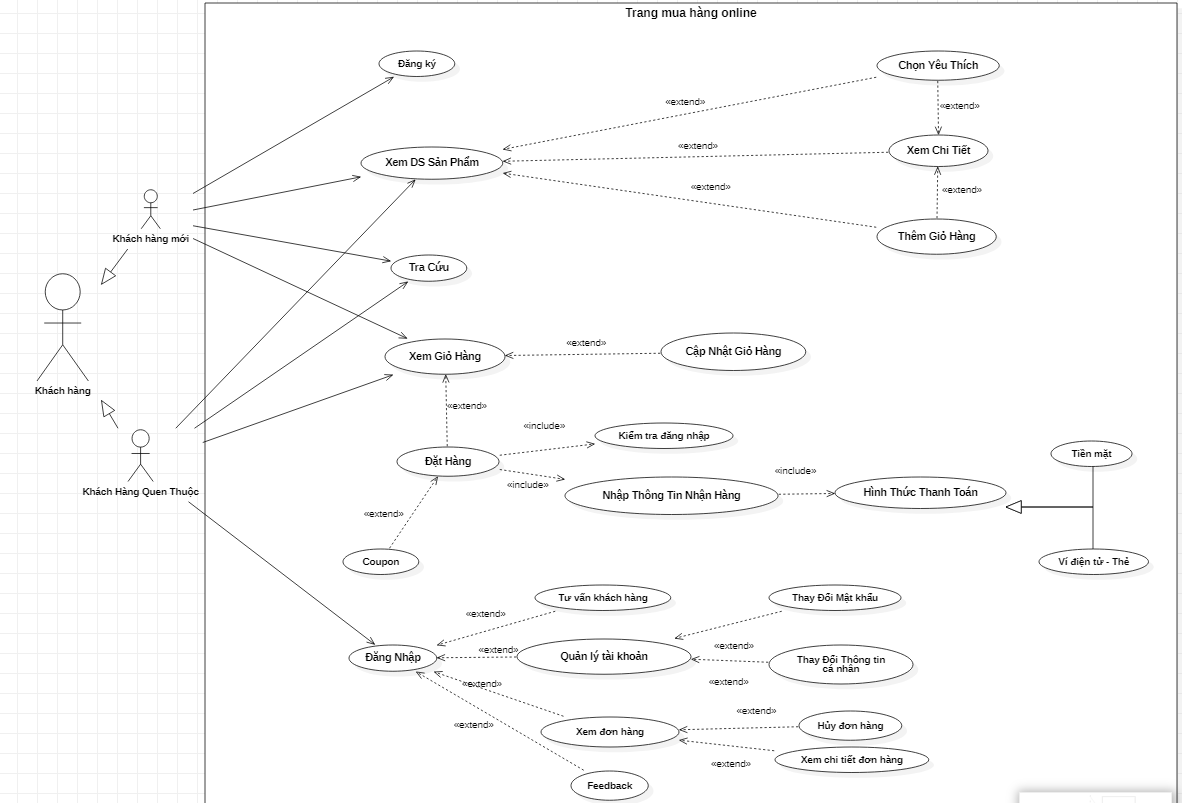 Trang mua hàng online
Đăng ký
Chọn Yêu Thích
«extend»
«extend»
Xem DS Sản Phẩm
«extend»
Xem Chi Tiết
«extend»
«extend»
Khách hàng mới
Thêm Giỏ Hàng
Tra Cứu
Khách hàng
Xem Giỏ Hàng
«extend»
Cập Nhật Giỏ Hàng
«extend»
«include»
Kiểm tra đăng nhập
Đặt Hàng
«include»
Nhập Thông Tin Nhận Hàng
«include»
Hình Thức Thanh Toán
Tiền mặt
Ví điện tử - Thẻ
Khách Hàng Quen Thuộc
«extend»
Coupon
Tư vấn khách hàng
Thay Đổi Mật khẩu
«extend»
Đăng Nhập
«extend»
Quản lý tài khoản
«extend»
Thay Đổi Thông tin
cá nhân
«extend»
«extend»
«extend»
Xem đơn hàng
«extend»
Hủy đơn hàng
«extend»
Xem chi tiết đơn hàng
Feedback